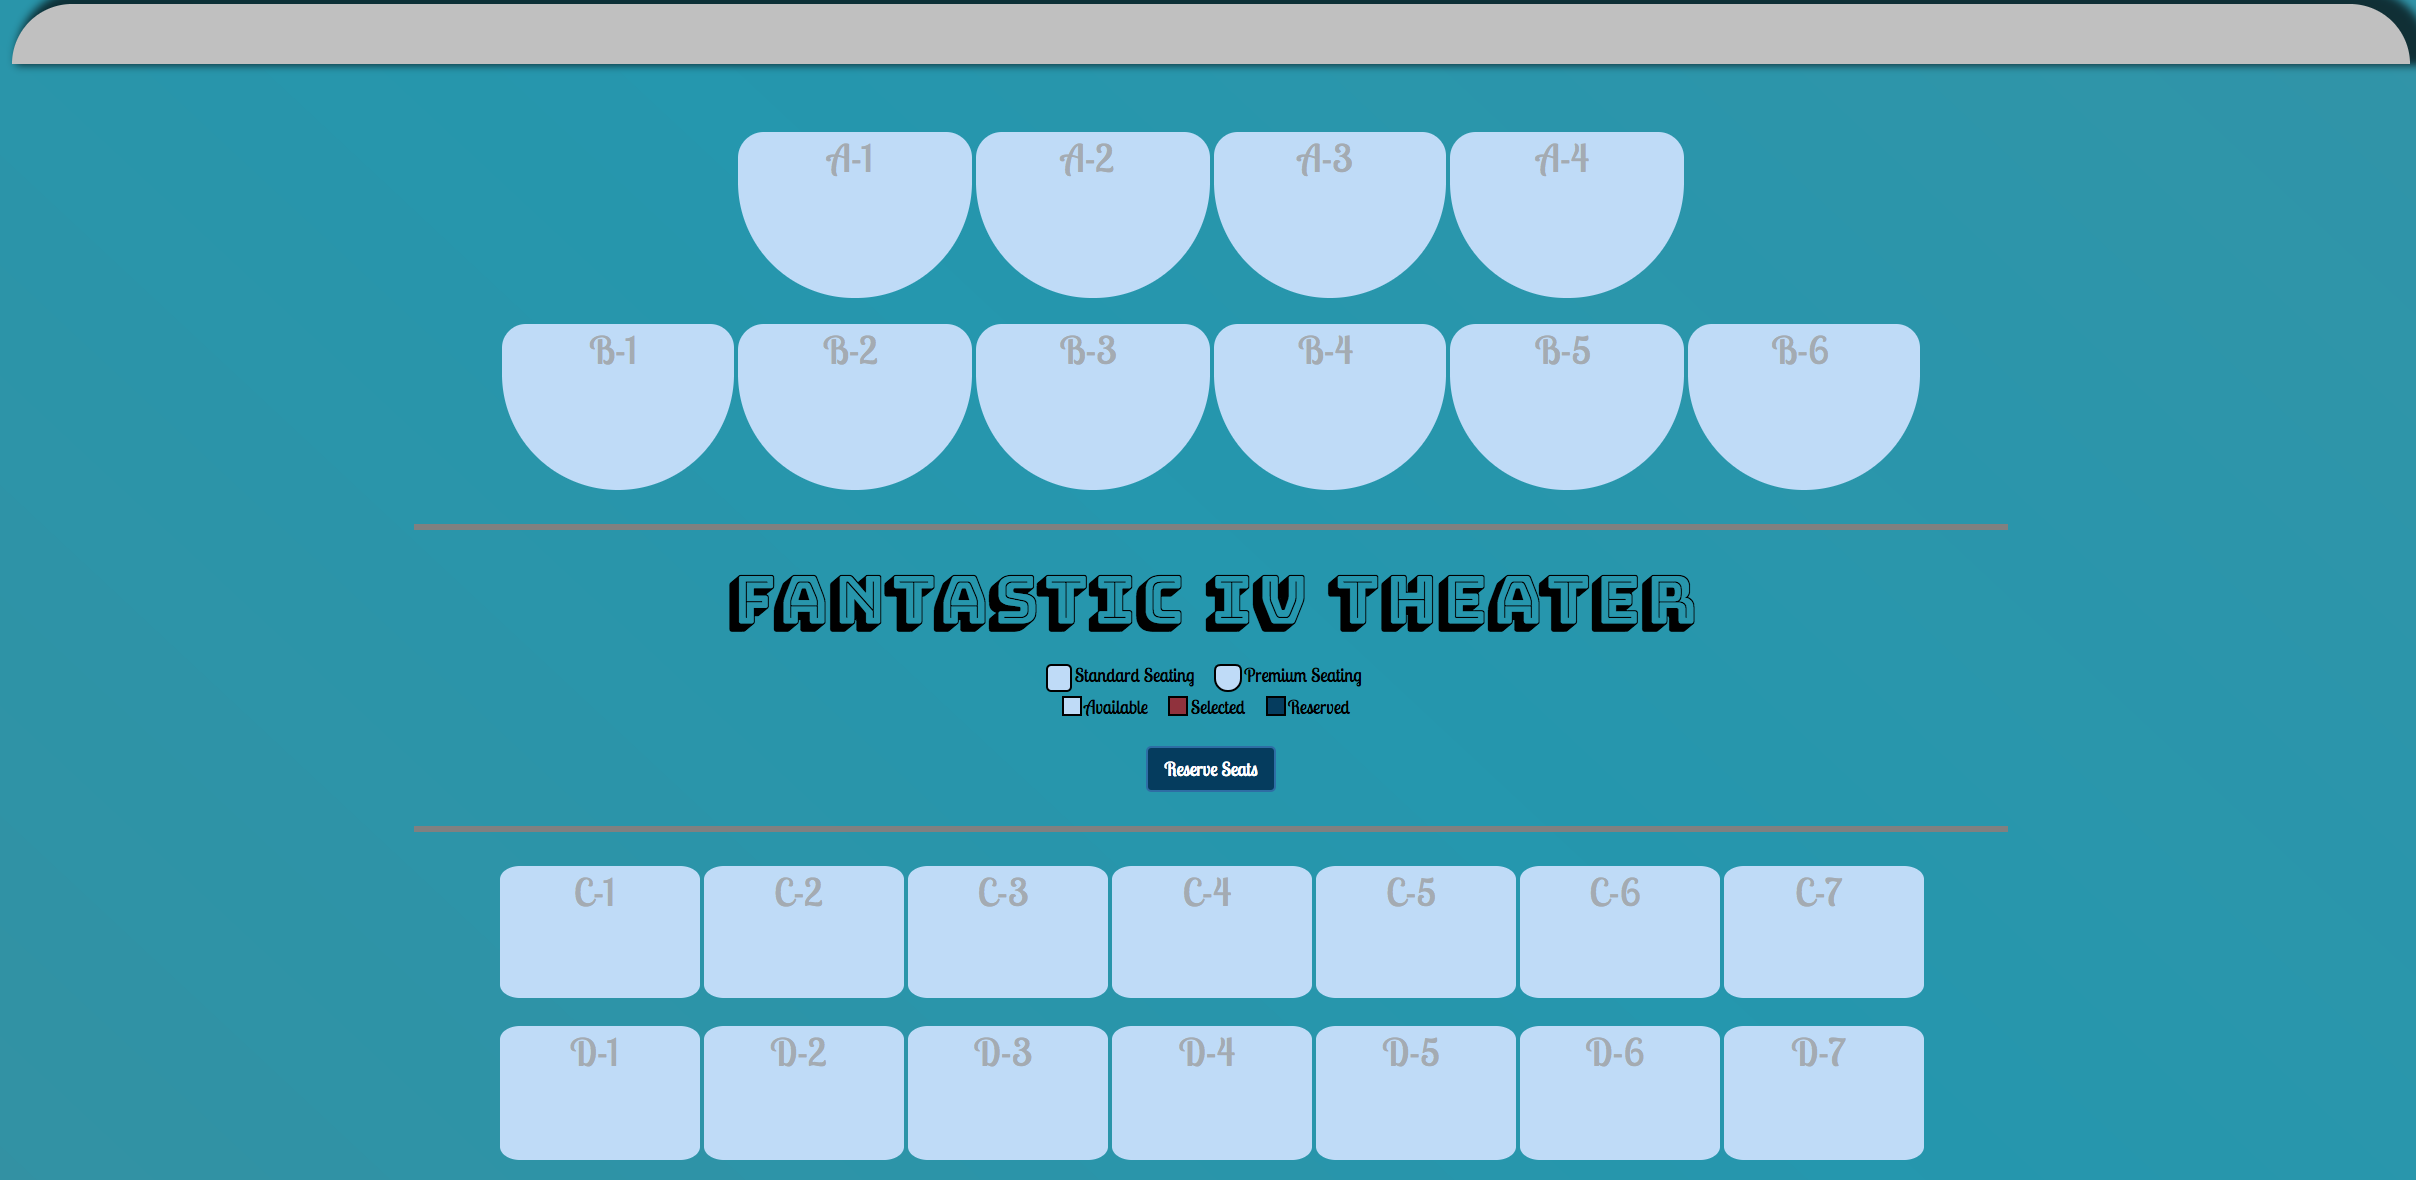 A-1 A-2 A-3 A-4
B-1 B-2 B-3 B-4 B-5 B-6
FANTASTIC IV THEATER
Standard Seating Premium Seating
Available Selected Reserved
Reserve Seats
C-1 C-2 C-3 C-4 C-5 C-6 C-7
D-1 D-2 D-3 D-4 D-5 D-6 D-7